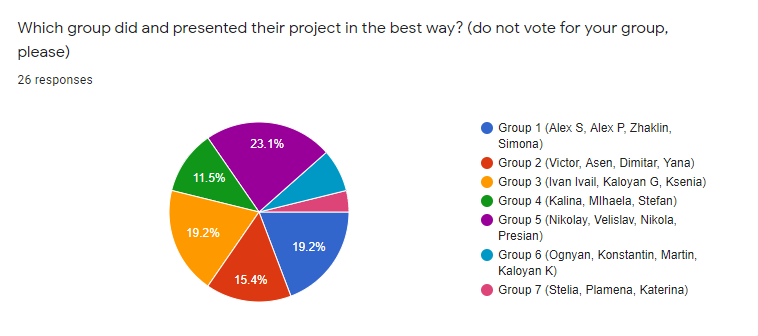 Which group did and presented their project in the best way? (do not vote for your group,
please)
26 responses
23.1%
11.5%
19.2%
19.2%
15.4%
Group 1 (Alex S, Alex P, Zhaklin,
Simona)
Group 2 (Victor, Asen, Dimitar, Yana)
Group 3 (Ivan Ivail, Kaloyan G, Ksenia)
Group 4 (Kalina, MIhaela, Stefan)
Group 5 (Nikolay, Velislav, Nikola,
Presian)
Group 6 (Ognyan, Konstantin, Martin,
Kaloyan K)
Group 7 (Stelia, Plamena, Katerina)